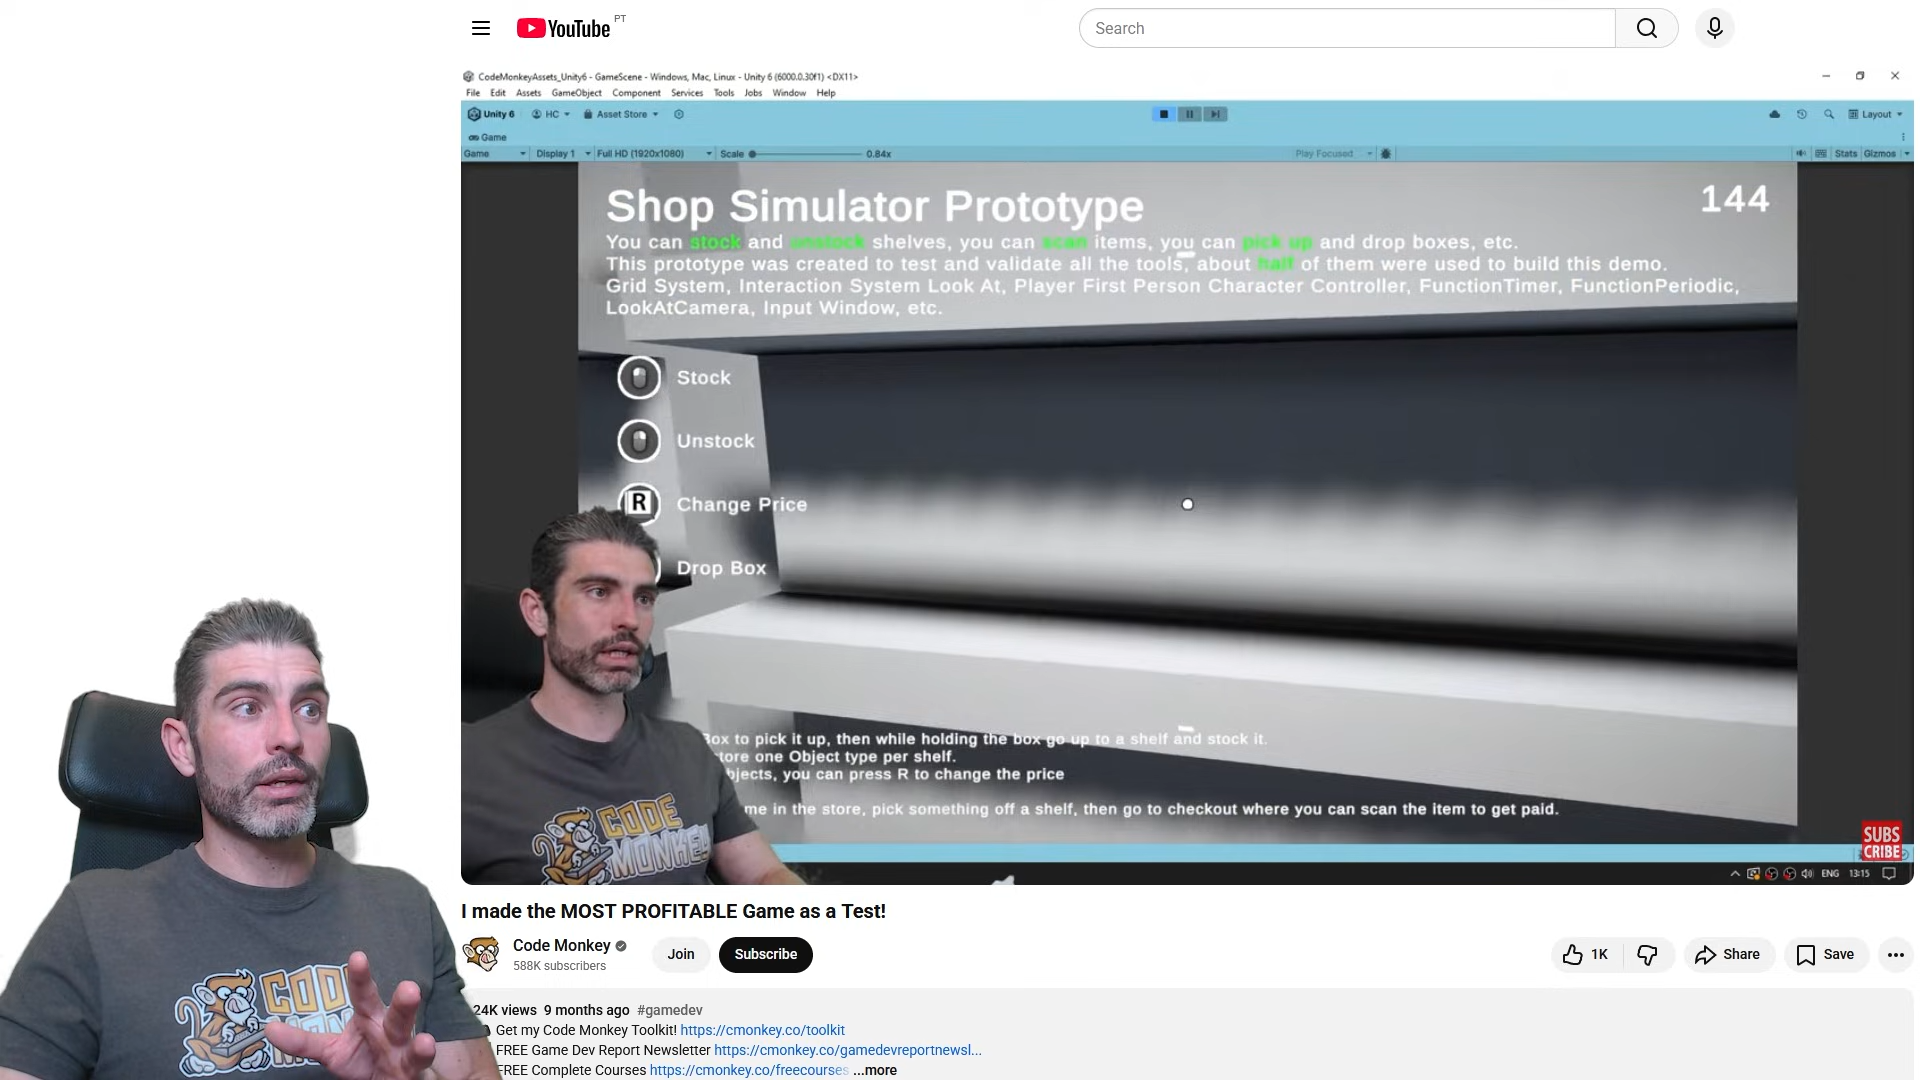 YouTube PT
Search
CodeMonkeyAssets_Unity6 - GameScene - Windows, Mac, Linux - Unity 6 (6000.0.30f1) <DX11>
File Edit Assets GameObject Component Services Tools Jobs Window Help
Unity 6 HC Asset Store Layout
Game
Game Display 1 Full HD (1920x1080) Scale 0.84x Play Focused Stats Gizmos
Shop Simulator Prototype 144
You can stock and unstock shelves, you can scan items, you can pick up and drop boxes, etc.
This prototype was created to test and validate all the tools, about half of them were used to build this demo.
Grid System, Interaction System Look At, Player First Person Character Controller, FunctionTimer, FunctionPeriodic,
LookAtCamera, Input Window, etc.
Stock
Unstock
R Change Price
Drop Box
Box to pick it up, then while holding the box go up to a shelf and stock it.
tore one Object type per shelf.
bjects, you can press R to change the price
me in the store, pick something off a shelf, then go to checkout where you can scan the item to get paid.
SUBS
CRIBE
CODE
MONKEY
ENG 13:15
I made the MOST PROFITABLE Game as a Test!
Code Monkey
588K subscribers
Join Subscribe 1K Share Save
24K views 9 months ago #gamedev
Get my Code Monkey Toolkit! https://cmonkey.co/toolkit
FREE Game Dev Report Newsletter https://cmonkey.co/gamedevreportnewsl...
FREE Complete Courses https://cmonkey.co/freecourses ...more
COD